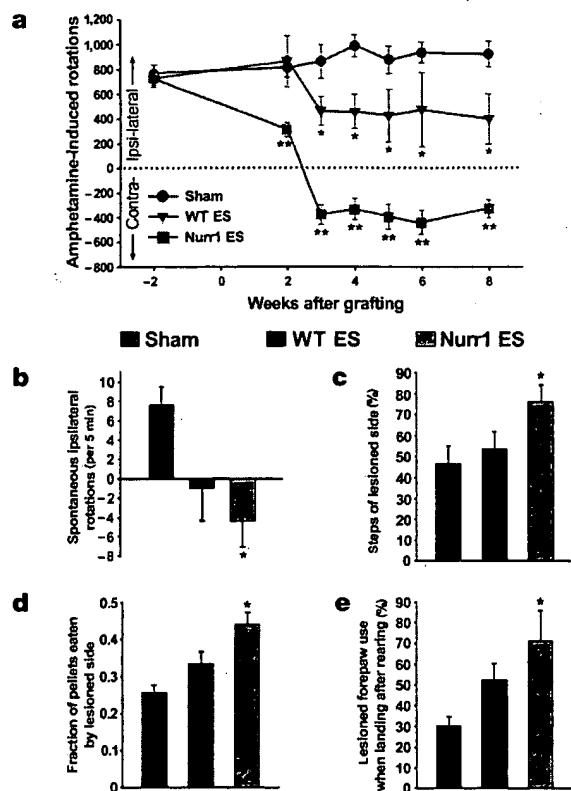 a
Amphetamine-induced rotations
Contra- Ipsi-lateral
1,200
1,000
800
600
400
200
0
−200
−400
−600
−800
Sham
WT ES
Nurr1 ES
* * * * *
** ** ** ** ** **
−2 0 2 4 6 8
Weeks after grafting
Sham WT ES Nurr1 ES
b
Spontaneous ipsilateral
rotations (per 5 min)
10
8
6
4
2
0
−2
−4
−6
−8
*
c
Steps of lesioned side (%)
90
80
70
60
50
40
30
20
10
0
*
d
Fraction of pellets eaten
by lesioned side
0.5
0.4
0.3
0.2
0.1
0
*
e
Lesioned forepaw use
when landing after rearing (%)
90
80
70
60
50
40
30
20
10
0
*